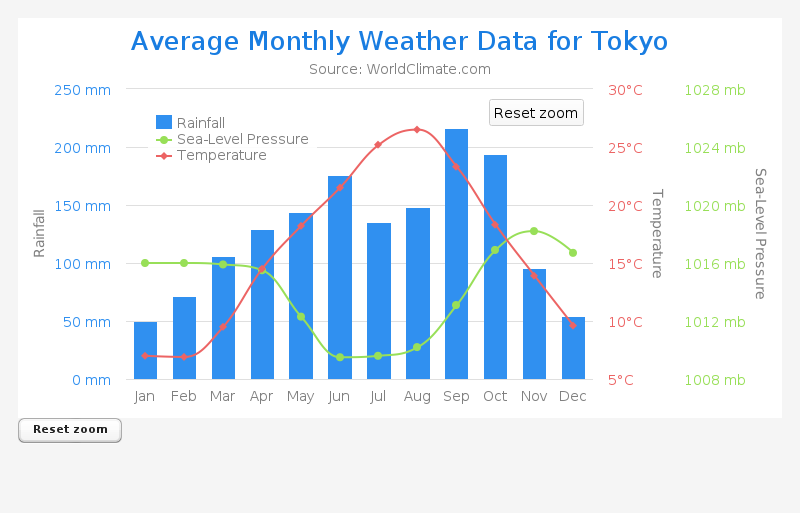 Average Monthly Weather Data for Tokyo
Source: WorldClimate.com
250 mm
200 mm
150 mm
100 mm
50 mm
0 mm
Rainfall
Rainfall
Sea-Level Pressure
Temperature
Reset zoom
30°C
25°C
20°C
15°C
10°C
5°C
Temperature
1028 mb
1024 mb
1020 mb
1016 mb
1012 mb
1008 mb
Sea-Level Pressure
Jan Feb Mar Apr May Jun Jul Aug Sep Oct Nov Dec
Reset zoom